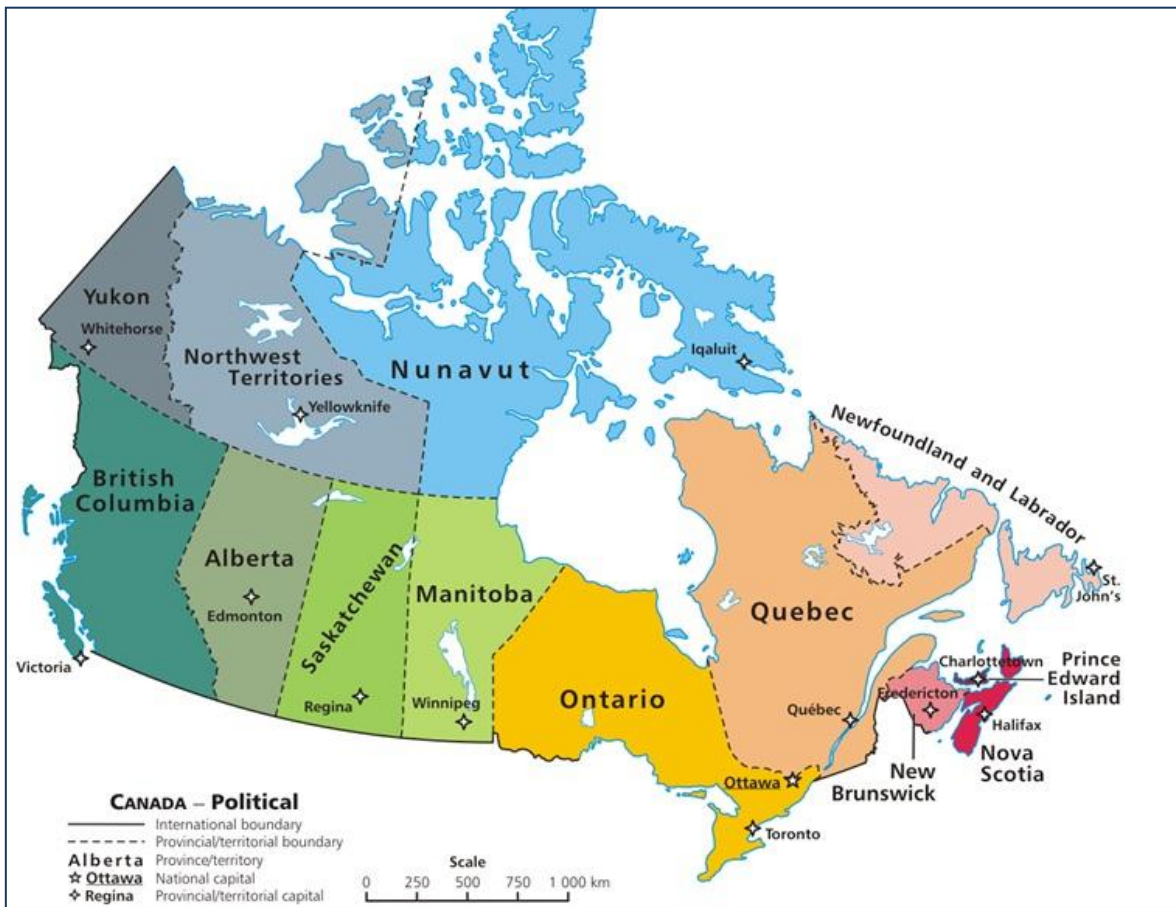 Yukon
Whitehorse
Northwest
Territories
Yellowknife
Nunavut
Iqaluit
British
Columbia
Victoria
Alberta
Edmonton
Saskatchewan
Regina
Manitoba
Winnipeg
Ontario
Ottawa
Toronto
Quebec
Québec
Newfoundland and Labrador
St.
John's
Charlottetown
Prince
Edward
Island
Fredericton
Halifax
New
Brunswick
Nova
Scotia
CANADA – Political
International boundary
Provincial/territorial boundary
Alberta Province/territory
Ottawa National capital
Regina Provincial/territorial capital
Scale
0 250 500 750 1 000 km